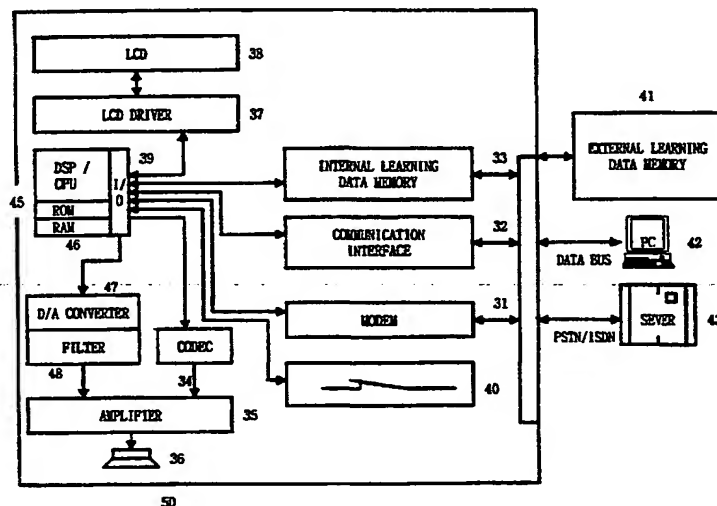 LCD
38
LCD DRIVER
37
41
EXTERNAL LEARNING
DATA MEMORY
39
DSP /
CPU
I/
O
ROM
RAM
45
46
INTERNAL LEARNING
DATA MEMORY
33
COMMUNICATION
INTERFACE
32
PC
42
DATA BUS
47
D/A CONVERTER
FILTER
48
CODEC
34
MODEM
31
SEVER
43
PSTN/ISDN
40
AMPLIFIER
35
36
50